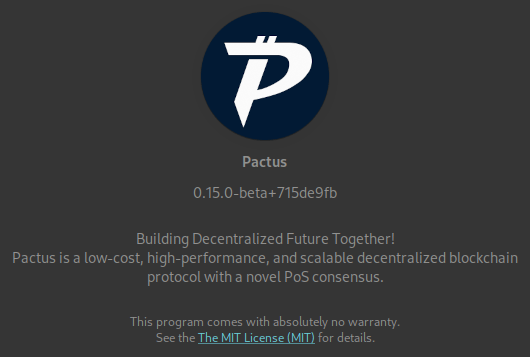 Pactus
0.15.0-beta+715de9fb
Building Decentralized Future Together!
Pactus is a low-cost, high-performance, and scalable decentralized blockchain
protocol with a novel PoS consensus.
This program comes with absolutely no warranty.
See the The MIT License (MIT) for details.